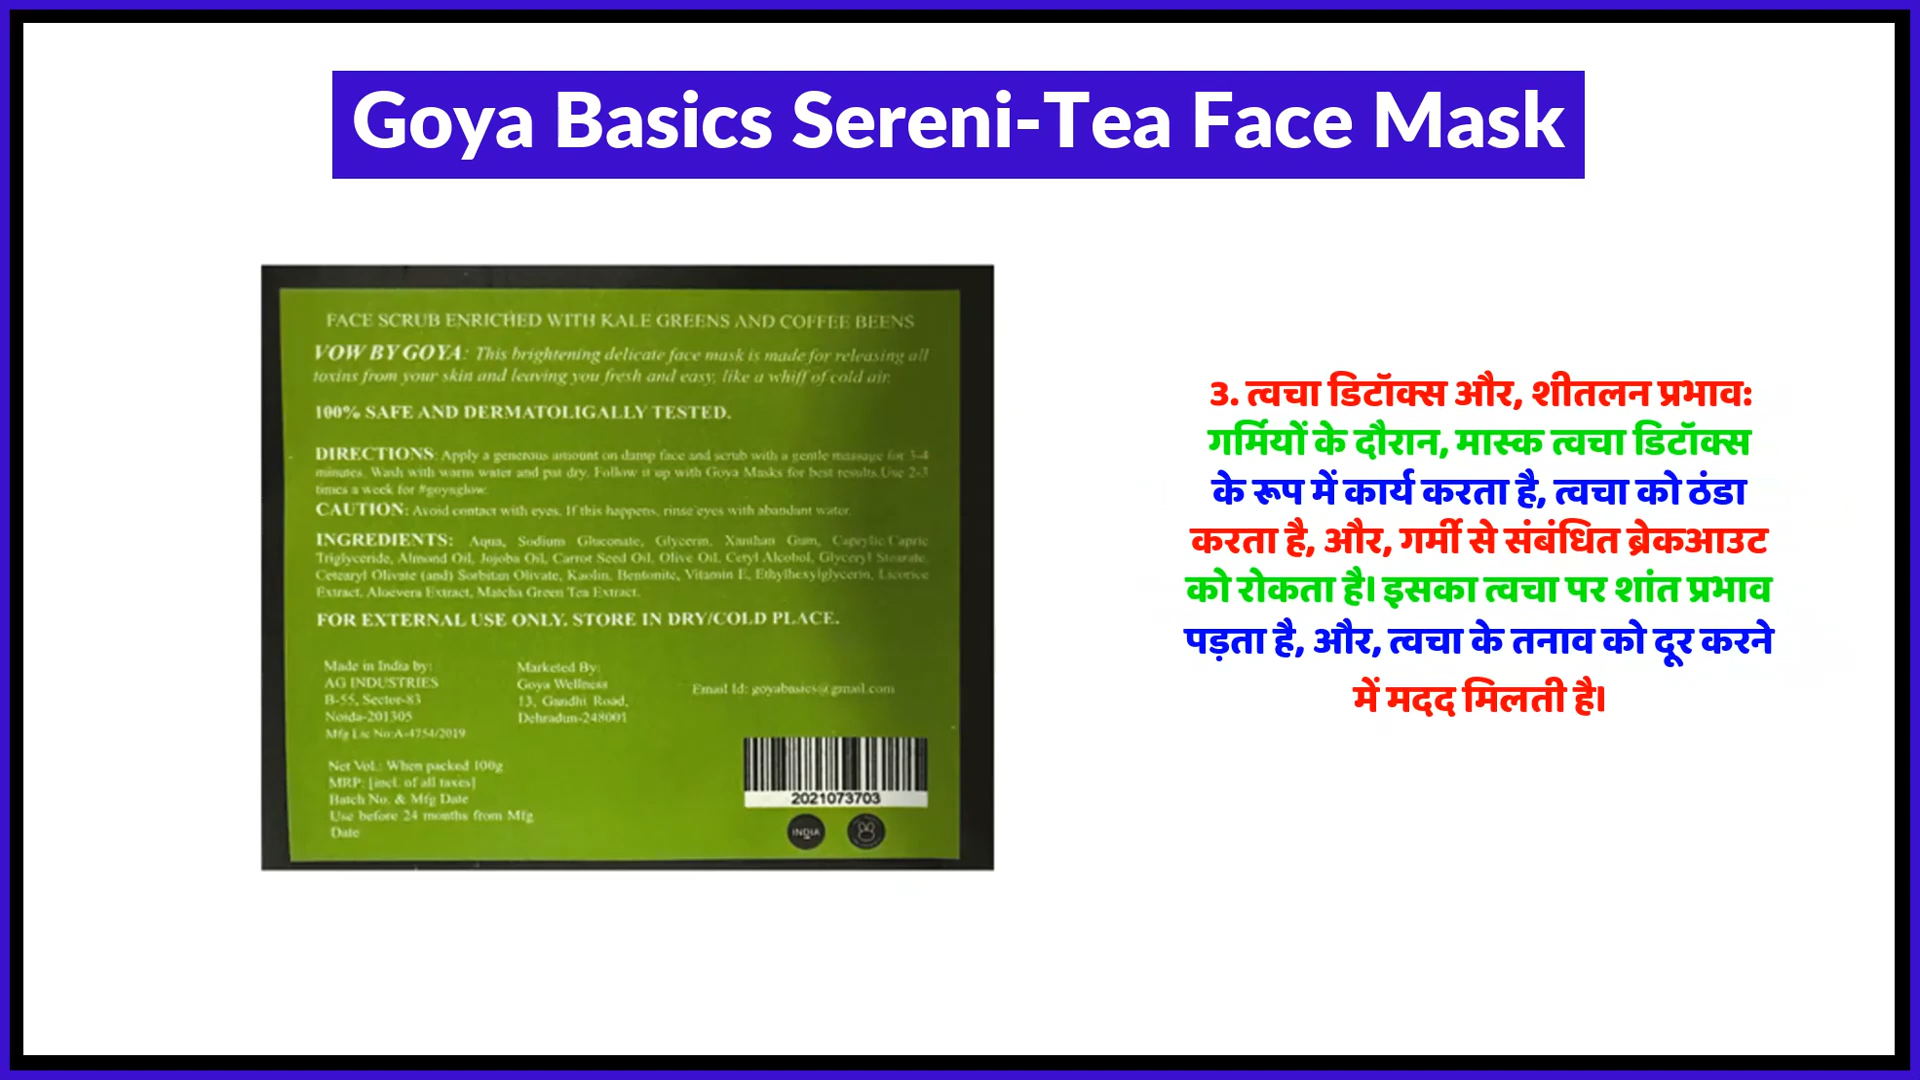 Goya Basics Sereni-Tea Face Mask
FACE SCRUB ENRICHED WITH KALE GREENS AND COFFEE BEENS
VOW BY GOYA: This brightening delicate face mask is made for releasing all
toxins from your skin and leaving you fresh and easy, like a whiff of cold air.
100% SAFE AND DERMATOLIGALLY TESTED.
DIRECTIONS: Apply a generous amount on damp face and scrub with a gentle massage for 3-4
minutes. Wash with warm water and pat dry. Follow it up with Goya Masks for best results.Use 2-3
times a week for #goyaglow.
CAUTION: Avoid contact with eyes. If this happens, rinse eyes with abandant water.
INGREDIENTS: Aqua, Sodium Gluconate, Glycerin, Xanthan Gum, Caprylic/Capric
Triglyceride, Almond Oil, Jojoba Oil, Carrot Seed Oil, Olive Oil, Cetyl Alcohol, Glyceryl Stearate,
Cetearyl Olivate (and) Sorbitan Olivate, Kaolin, Bentonite, Vitamin E, Ethylhexylglycerin, Licorice
Extract, Aloevera Extract, Matcha Green Tea Extract.
FOR EXTERNAL USE ONLY. STORE IN DRY/COLD PLACE.
Made in India by:
AG INDUSTRIES
B-55, Sector-83
Noida-201305
Mfg Lic No:A-4754/2019
Marketed By:
Goya Wellness
13, Gandhi Road,
Dehradun-248001
Email Id: goyabasics@gmail.com
Net Vol.: When packed 100g
MRP: [incl. of all taxes]
Batch No. & Mfg Date
Use before 24 months from Mfg
Date
2021073703
INDIA
3. त्वचा डिटॉक्स और, शीतलन प्रभाव:
गर्मियों के दौरान, मास्क त्वचा डिटॉक्स
के रूप में कार्य करता है, त्वचा को ठंडा
करता है, और, गर्मी से संबंधित ब्रेकआउट
को रोकता है। इसका त्वचा पर शांत प्रभाव
पड़ता है, और, त्वचा के तनाव को दूर करने
में मदद मिलती है।